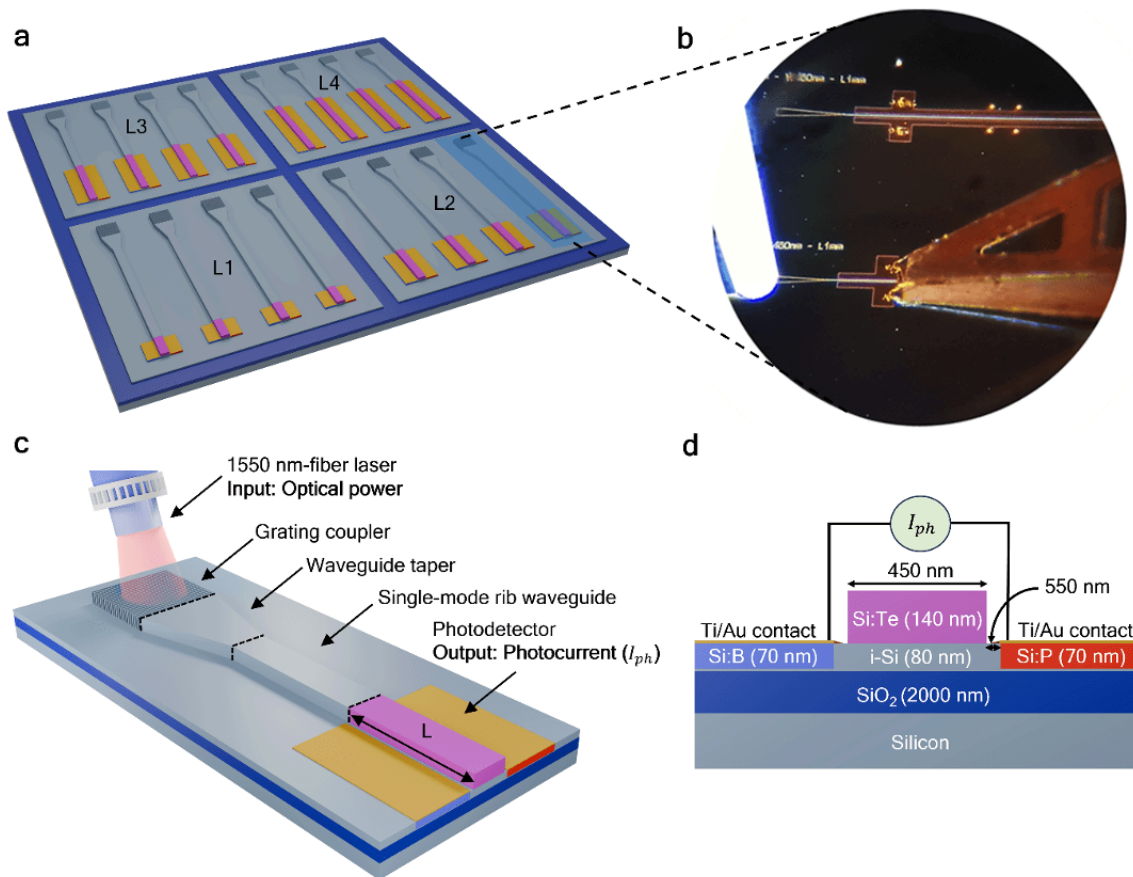 a
L3
L4
L1
L2
b
450nm - L1mm
c
1550 nm-fiber laser
Input: Optical power
Grating coupler
Waveguide taper
Single-mode rib waveguide
Photodetector
Output: Photocurrent (I_ph)
L
d
I_ph
450 nm
550 nm
Si:Te (140 nm)
Ti/Au contact
Ti/Au contact
Si:B (70 nm)
i-Si (80 nm)
Si:P (70 nm)
SiO₂ (2000 nm)
Silicon